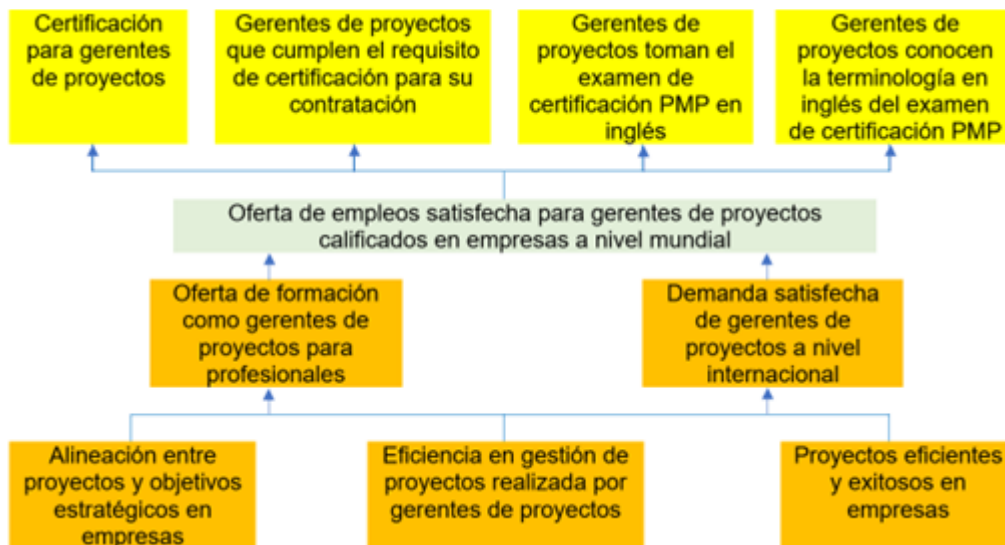 Certificación
para gerentes
de proyectos
Gerentes de proyectos
que cumplen el requisito
de certificación para su
contratación
Gerentes de
proyectos toman el
examen de
certificación PMP en
inglés
Gerentes de
proyectos conocen
la terminología en
inglés del examen
de certificación PMP
Oferta de empleos satisfecha para gerentes de proyectos
calificados en empresas a nivel mundial
Oferta de formación
como gerentes de
proyectos para
profesionales
Demanda satisfecha
de gerentes de
proyectos a nivel
internacional
Alineación entre
proyectos y objetivos
estratégicos en
empresas
Eficiencia en gestión de
proyectos realizada por
gerentes de proyectos
Proyectos eficientes
y exitosos en
empresas